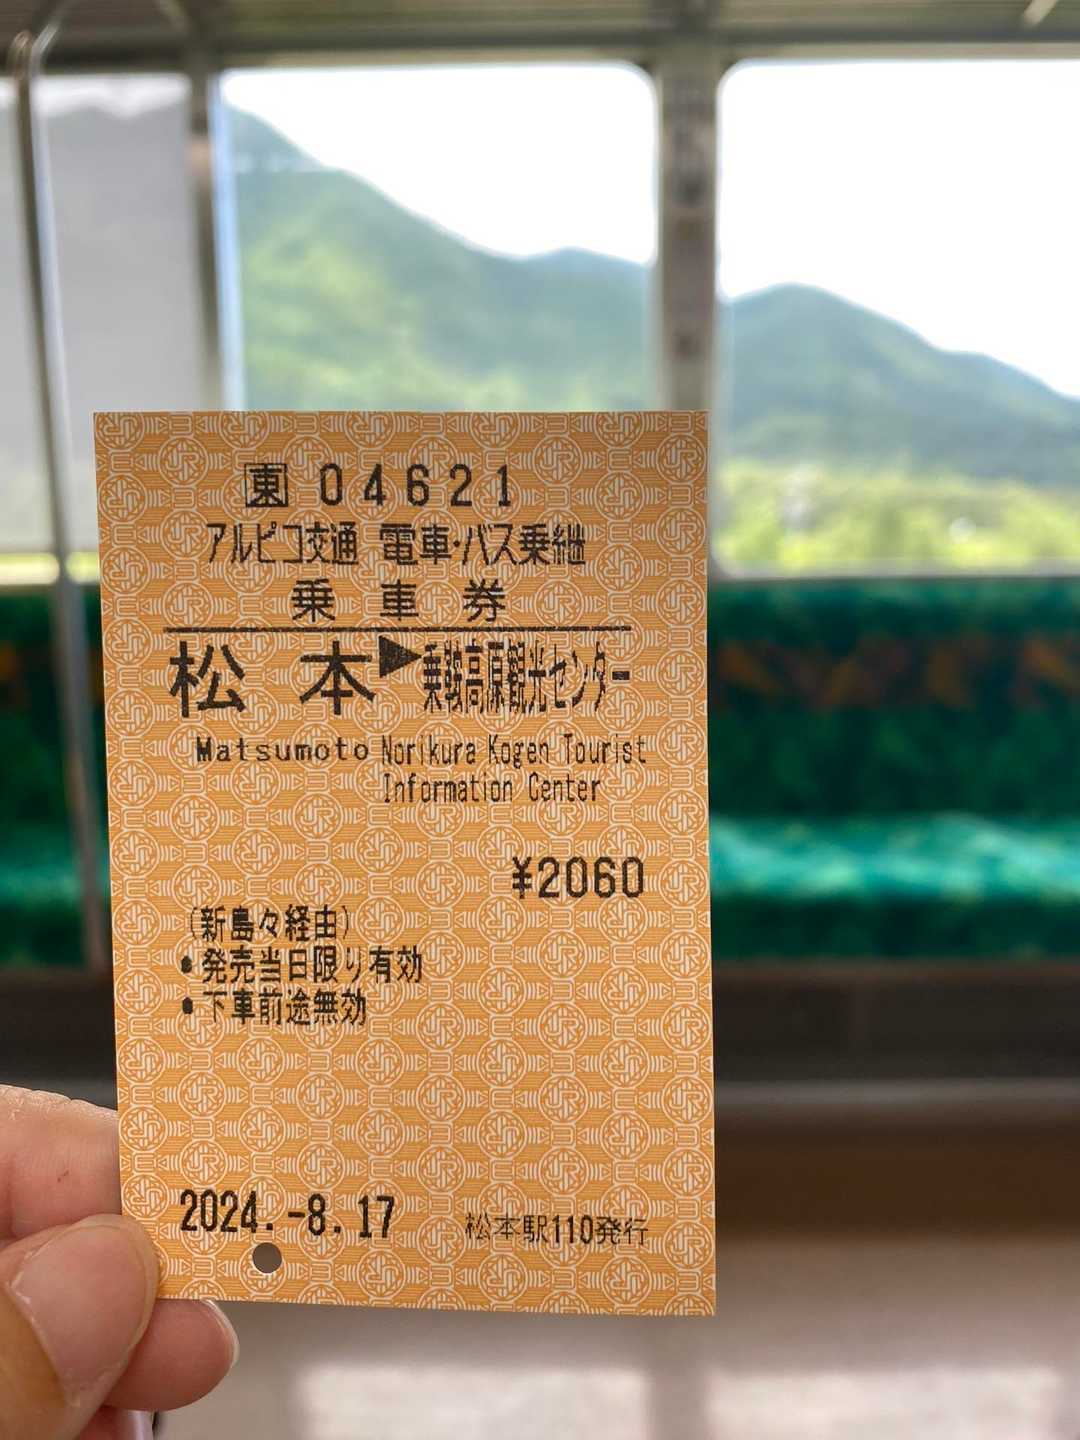 東 04621
アルピコ交通 電車・バス乗継
乗車券
松本▶乗鞍高原観光センター
Matsumoto Norikura Kogen Tourist
Information Center
¥2060
(新島々経由)
●発売当日限り有効
●下車前途無効
2024.-8.17 松本駅110発行